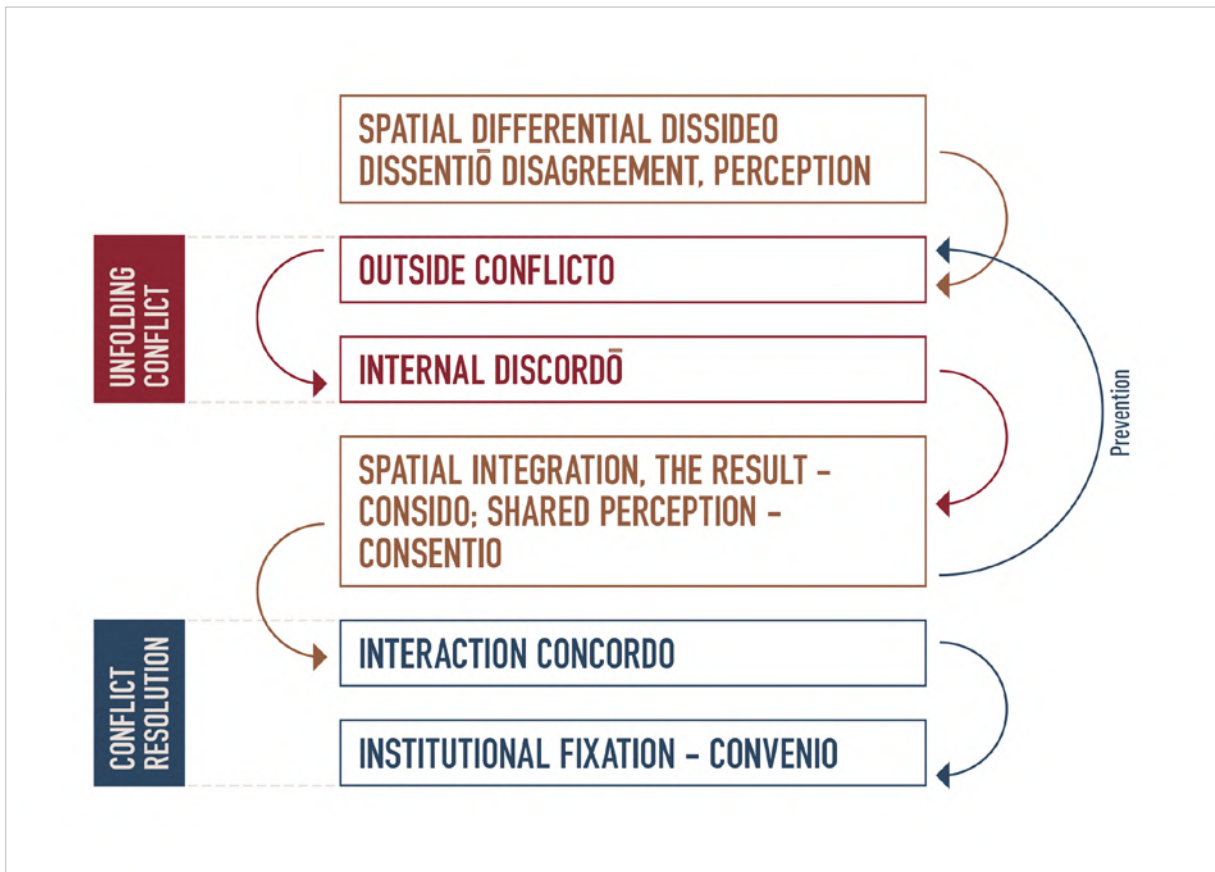 SPATIAL DIFFERENTIAL DISSIDEO
DISSENTIŌ DISAGREEMENT, PERCEPTION
UNFOLDING
CONFLICT
OUTSIDE CONFLICTO
INTERNAL DISCORDŌ
SPATIAL INTEGRATION, THE RESULT –
CONSIDO; SHARED PERCEPTION –
CONSENTIO
Prevention
CONFLICT
RESOLUTION
INTERACTION CONCORDO
INSTITUTIONAL FIXATION – CONVENIO